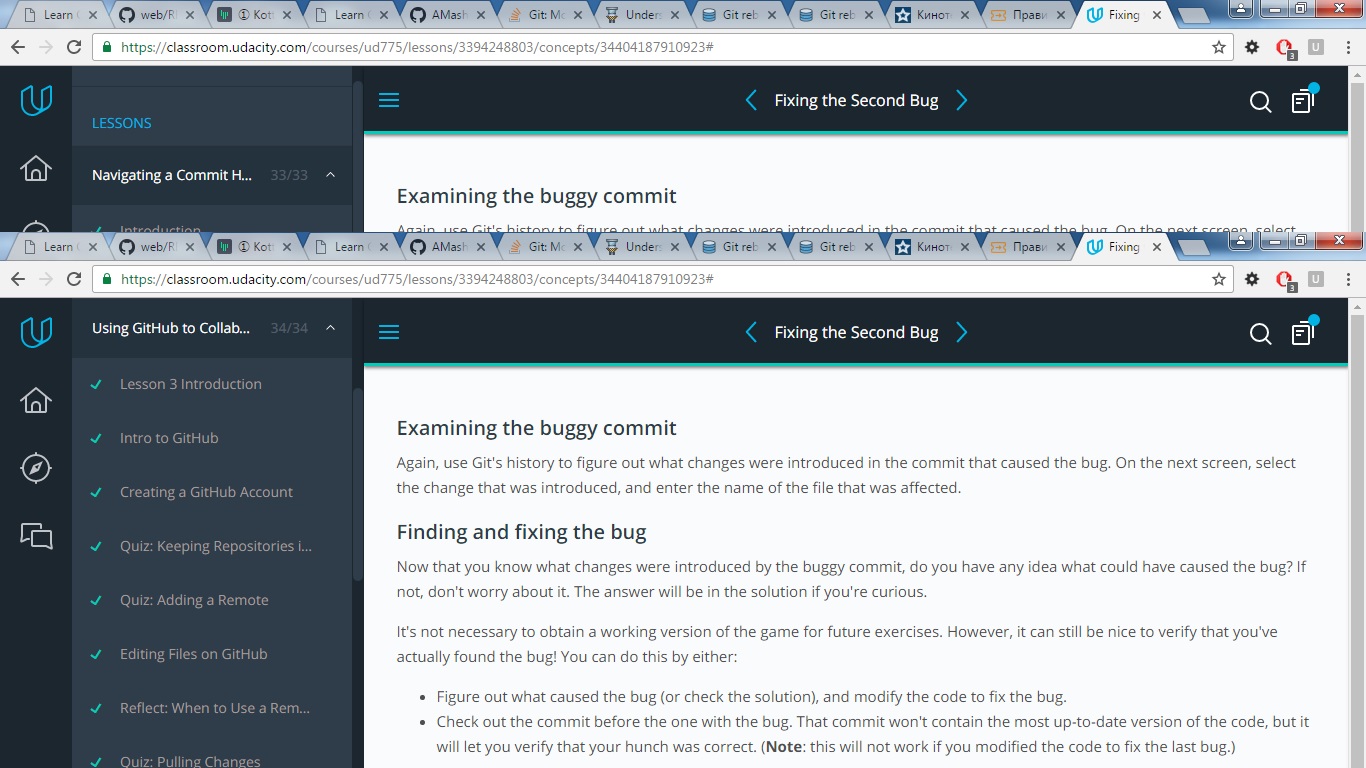 Learn web/RI ① Kott Learn C AMash Git: Mo Unders Git reb Git reb Кинот Прави Fixing
https://classroom.udacity.com/courses/ud775/lessons/3394248803/concepts/34404187910923#
3
U
LESSONS
Navigating a Commit H... 33/33
Introduction
Fixing the Second Bug
Examining the buggy commit
Again, use Git's history to figure out what changes were introduced in the commit that caused the bug. On the next screen, select
Learn web/RI ① Kott Learn C AMash Git: Mo Unders Git reb Git reb Кинот Прави Fixing
https://classroom.udacity.com/courses/ud775/lessons/3394248803/concepts/34404187910923#
3
U
Using GitHub to Collab... 34/34
Lesson 3 Introduction
Intro to GitHub
Creating a GitHub Account
Quiz: Keeping Repositories i...
Quiz: Adding a Remote
Editing Files on GitHub
Reflect: When to Use a Rem...
Quiz: Pulling Changes
Fixing the Second Bug
Examining the buggy commit
Again, use Git's history to figure out what changes were introduced in the commit that caused the bug. On the next screen, select
the change that was introduced, and enter the name of the file that was affected.
Finding and fixing the bug
Now that you know what changes were introduced by the buggy commit, do you have any idea what could have caused the bug? If
not, don't worry about it. The answer will be in the solution if you're curious.
It's not necessary to obtain a working version of the game for future exercises. However, it can still be nice to verify that you've
actually found the bug! You can do this by either:
• Figure out what caused the bug (or check the solution), and modify the code to fix the bug.
• Check out the commit before the one with the bug. That commit won't contain the most up-to-date version of the code, but it
will let you verify that your hunch was correct. (Note: this will not work if you modified the code to fix the last bug.)